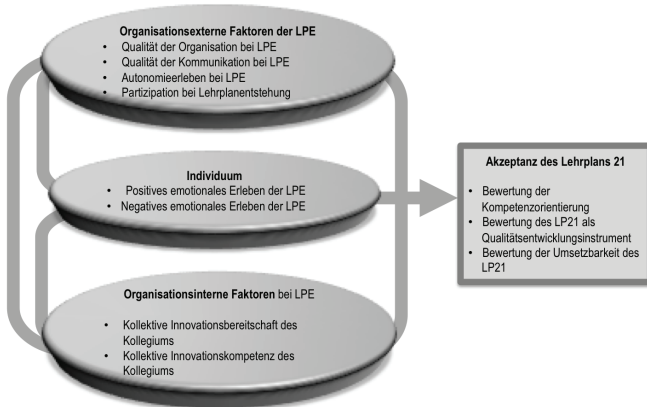 Organisationsexterne Faktoren der LPE
• Qualität der Organisation bei LPE
• Qualität der Kommunikation bei LPE
• Autonomieerleben bei LPE
• Partizipation bei Lehrplanentstehung
Individuum
• Positives emotionales Erleben der LPE
• Negatives emotionales Erleben der LPE
Organisationsinterne Faktoren bei LPE
• Kollektive Innovationsbereitschaft des
Kollegiums
• Kollektive Innovationskompetenz des
Kollegiums
Akzeptanz des Lehrplans 21
• Bewertung der
Kompetenzorientierung
• Bewertung des LP21 als
Qualitätsentwicklungsinstrument
• Bewertung der Umsetzbarkeit des
LP21